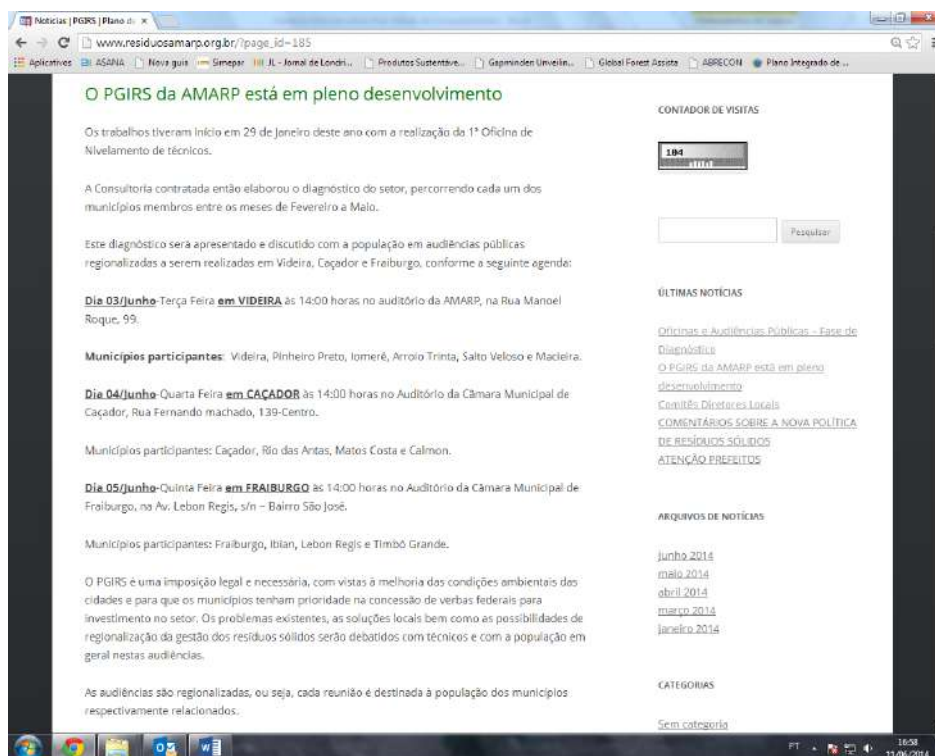 Notícias | PGIRS | Plano d
www.residuosamarp.org.br/?page_id=185
Aplicativos
ASANA
Nova guia
Simepar
JL - Jornal de Londri...
Produtos Sustentáve...
Gapminder Unveilin...
Global Forest Assiste
ABRECON
Plano Integrado de ...
O PGIRS da AMARP está em pleno desenvolvimento
Os trabalhos tiveram início em 29 de Janeiro deste ano com a realização da 1ª Oficina de
Nivelamento de técnicos.
A Consultoria contratada então elaborou o diagnóstico do setor, percorrendo cada um dos
municípios membros entre os meses de Fevereiro a Maio.
Este diagnóstico será apresentado e discutido com a população em audiências públicas
regionalizadas a serem realizadas em Videira, Caçador e Fraiburgo, conforme a seguinte agenda:
Dia 03/Junho-Terça Feira em VIDEIRA às 14:00 horas no auditório da AMARP, na Rua Manoel
Roque, 99.
Municípios participantes: Videira, Pinheiro Preto, Iomerê, Arroio Trinta, Salto Veloso e Macieira.
Dia 04/Junho-Quarta Feira em CAÇADOR às 14:00 horas no Auditório da Câmara Municipal de
Caçador, Rua Fernando machado, 139-Centro.
Municípios participantes: Caçador, Rio das Antas, Matos Costa e Calmon.
Dia 05/Junho-Quinta Feira em FRAIBURGO às 14:00 horas no Auditório da Câmara Municipal de
Fraiburgo, na Av. Lebon Regis, s/n – Bairro São José.
Municípios participantes: Fraiburgo, Ibian, Lebon Regis e Timbó Grande.
O PGIRS é uma imposição legal e necessária, com vistas à melhoria das condições ambientais das
cidades e para que os municípios tenham prioridade na concessão de verbas federais para
investimento no setor. Os problemas existentes, as soluções locais bem como as possibilidades de
regionalização da gestão dos resíduos sólidos serão debatidos com técnicos e com a população em
geral nestas audiências.
As audiências são regionalizadas, ou seja, cada reunião é destinada à população dos municípios
respectivamente relacionados.
CONTADOR DE VISITAS
184
Pesquisar
ÚLTIMAS NOTÍCIAS
Oficinas e Audiências Públicas – Fase de
Diagnóstico
O PGIRS da AMARP está em pleno
desenvolvimento
Comitês Diretores Locais
COMENTÁRIOS SOBRE A NOVA POLÍTICA
DE RESÍDUOS SÓLIDOS
ATENÇÃO PREFEITOS
ARQUIVOS DE NOTÍCIAS
junho 2014
maio 2014
abril 2014
março 2014
janeiro 2014
CATEGORIAS
Sem categoria
PT
16:58
11/06/2014